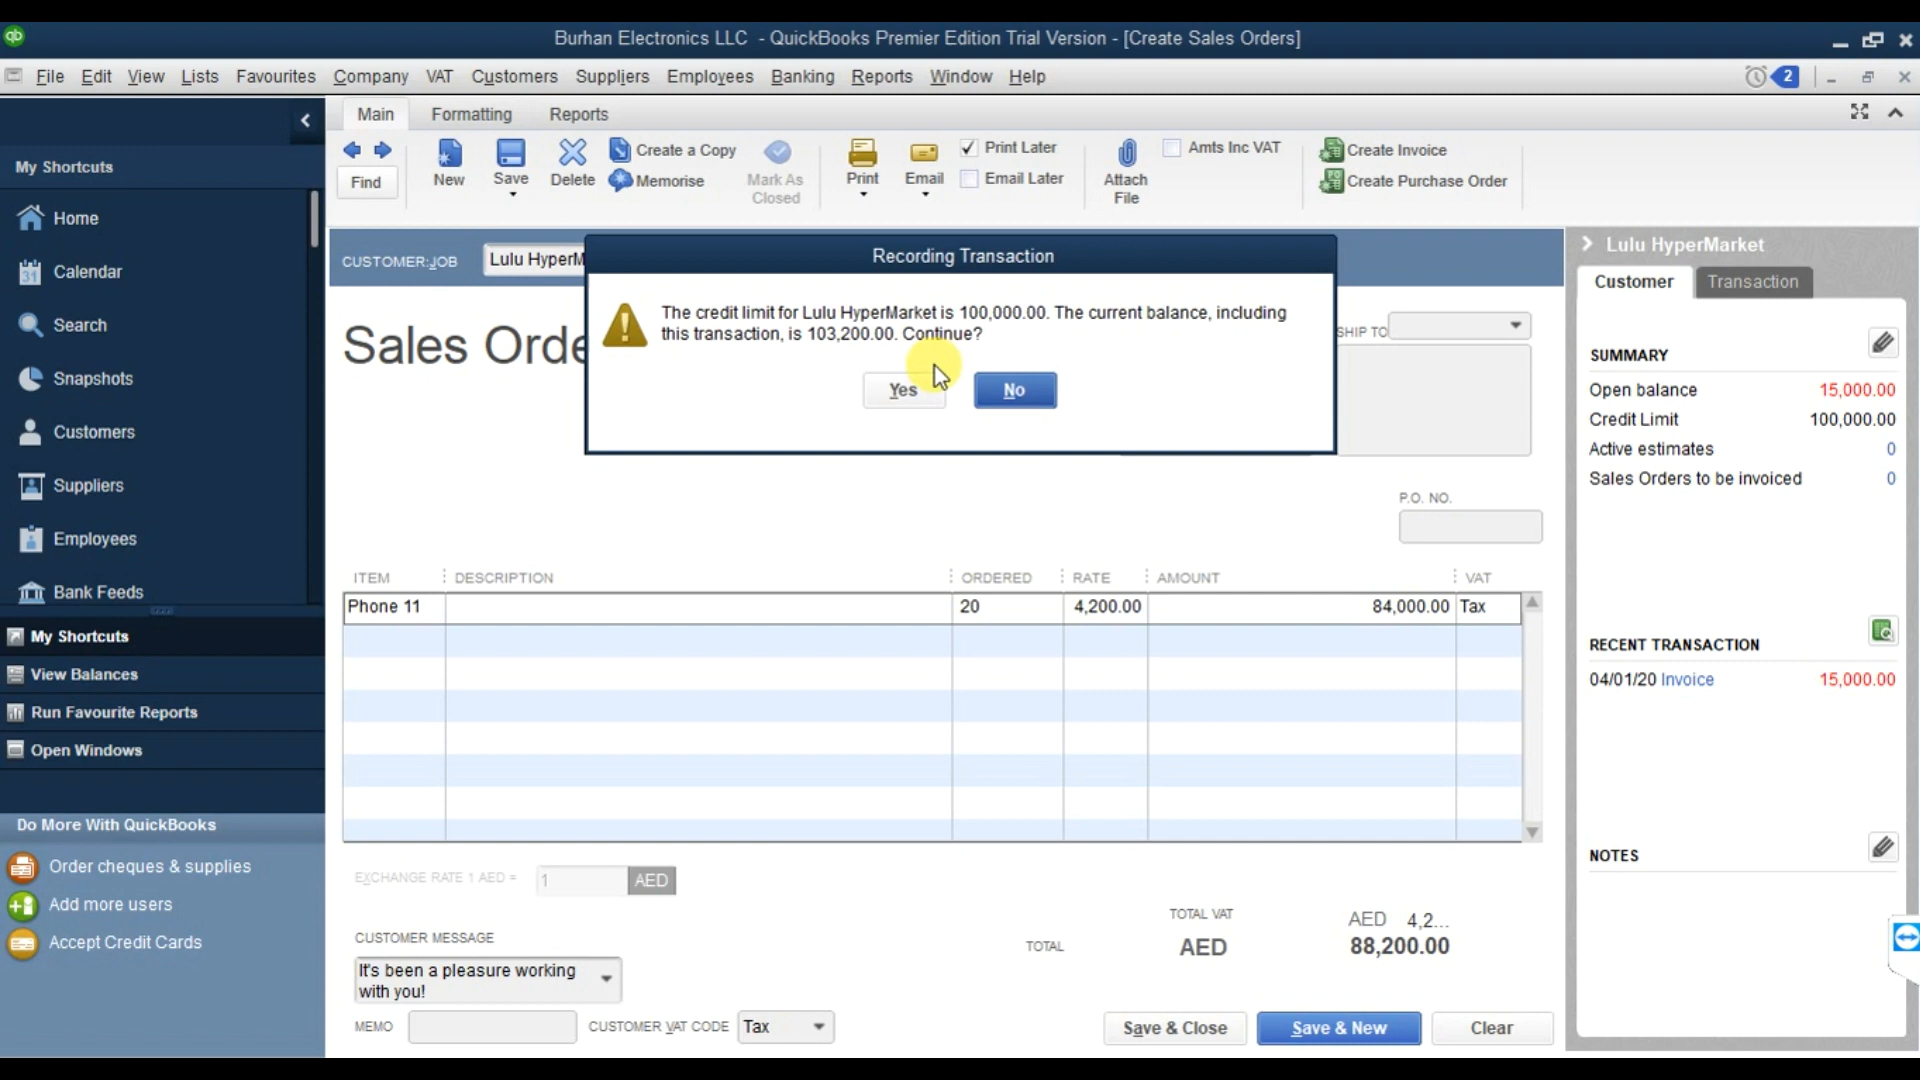 qb
Burhan Electronics LLC - QuickBooks Premier Edition Trial Version - [Create Sales Orders]
File Edit View Lists Favourites Company VAT Customers Suppliers Employees Banking Reports Window Help
2
Main Formatting Reports
My Shortcuts
Home
Calendar
Search
Snapshots
Customers
Suppliers
Employees
Bank Feeds
My Shortcuts
View Balances
Run Favourite Reports
Open Windows
Do More With QuickBooks
Order cheques & supplies
Add more users
Accept Credit Cards
Find
New
Save
Delete
Create a Copy
Memorise
Mark As
Closed
Print
Email
Print Later
Email Later
Attach
File
Amts Inc VAT
Create Invoice
Create Purchase Order
CUSTOMER:JOB Lulu HyperM
Recording Transaction
The credit limit for Lulu HyperMarket is 100,000.00. The current balance, including
this transaction, is 103,200.00. Continue?
Yes No
Sales Orde
SHIP TO
P.O. NO.
ITEM DESCRIPTION ORDERED RATE AMOUNT VAT
Phone 11 20 4,200.00 84,000.00 Tax
EXCHANGE RATE 1 AED = 1 AED
TOTAL VAT AED 4,2...
TOTAL AED 88,200.00
CUSTOMER MESSAGE
It's been a pleasure working
with you!
MEMO CUSTOMER VAT CODE Tax
Save & Close Save & New Clear
Lulu HyperMarket
Customer Transaction
SUMMARY
Open balance 15,000.00
Credit Limit 100,000.00
Active estimates 0
Sales Orders to be invoiced 0
RECENT TRANSACTION
04/01/20 Invoice 15,000.00
NOTES